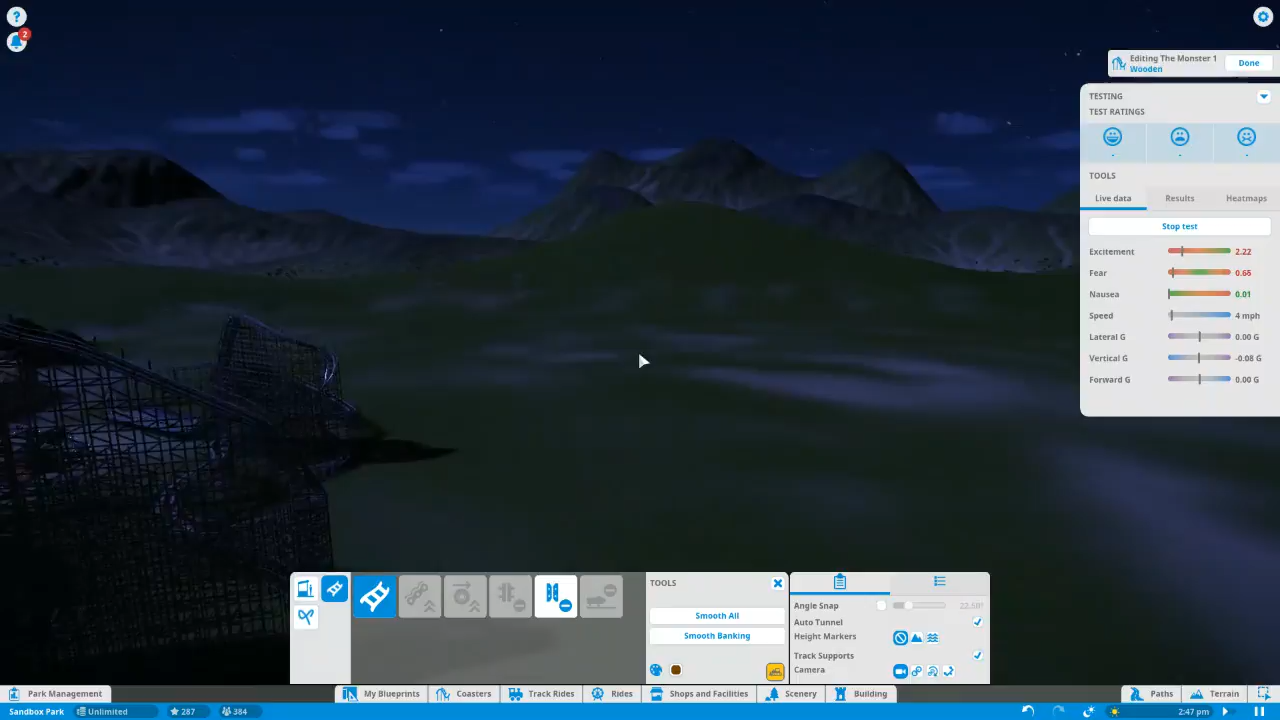 ?
2
Editing The Monster 1
Wooden
Done
TESTING
TEST RATINGS
- - -
TOOLS
Live data Results Heatmaps
Stop test
Excitement 2.22
Fear 0.65
Nausea 0.01
Speed 4 mph
Lateral G 0.00 G
Vertical G -0.08 G
Forward G 0.00 G
TOOLS
Smooth All
Smooth Banking
Angle Snap 22.50°
Auto Tunnel
Height Markers
Track Supports
Camera
Park Management
My Blueprints
Coasters
Track Rides
Rides
Shops and Facilities
Scenery
Building
Paths
Terrain
Sandbox Park
Unlimited
287
384
2:47 pm